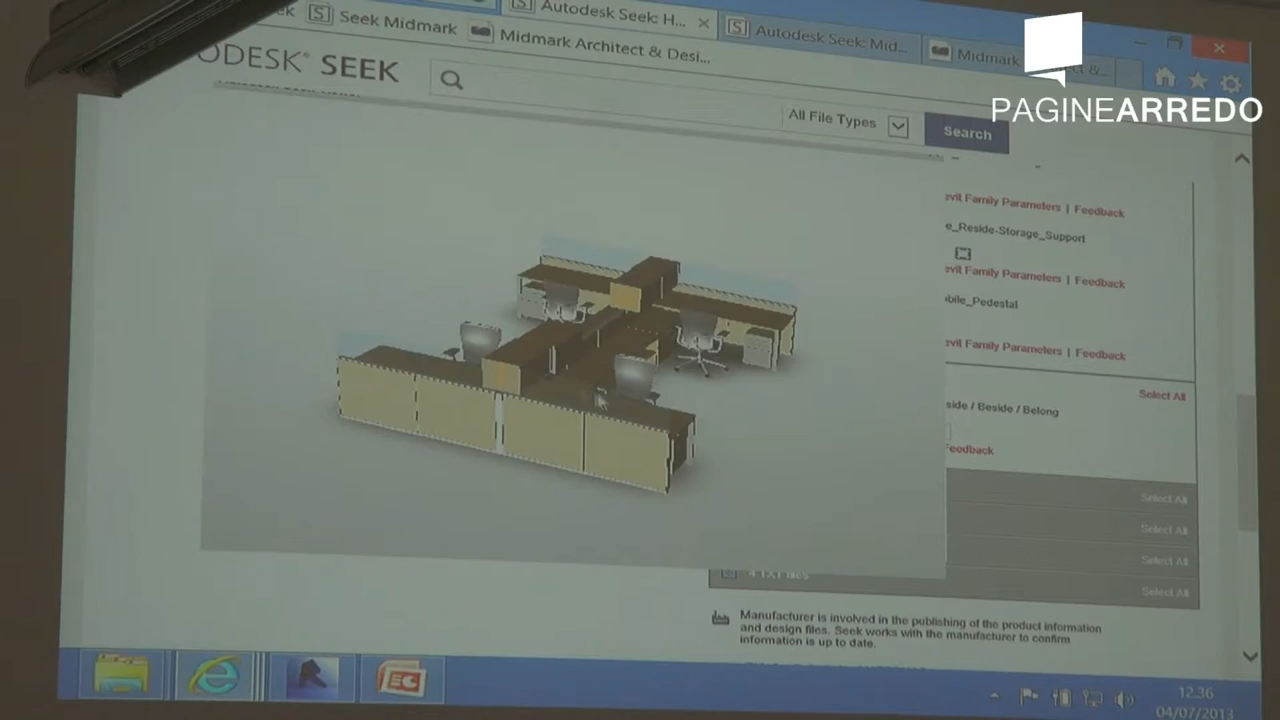 Seek Midmark
Midmark Architect & Desi...
Autodesk Seek: H...
Autodesk Seek: Mid...
Midmark
PAGINEARREDO
ODESK® SEEK
All File Types
Search
evit Family Parameters | Feedback
e_Reside-Storage_Support
evit Family Parameters | Feedback
bile_Pedestal
evit Family Parameters | Feedback
Select All
side / Beside / Belong
Feedback
Select All
Select All
Select All
Select All
Manufacturer is involved in the publishing of the product information
and design files. Seek works with the manufacturer to confirm
information is up to date.
12.36
04/07/2013